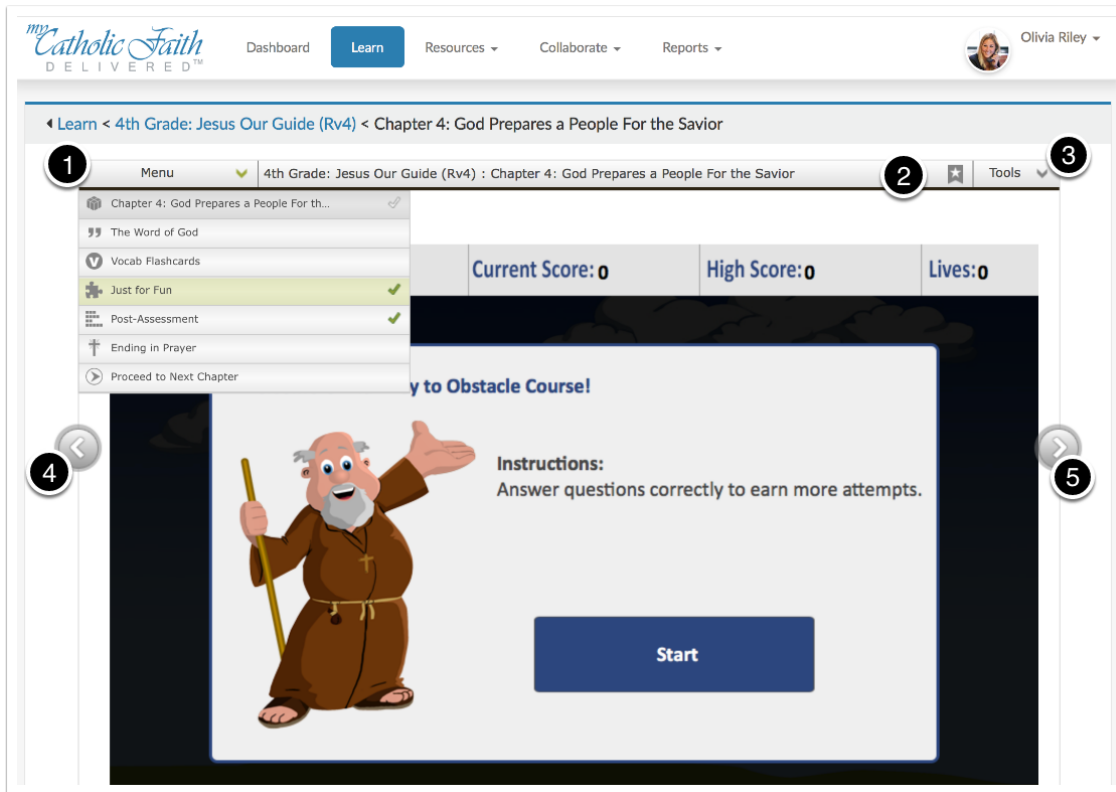 my Catholic Faith
DELIVERED™
Dashboard Learn Resources Collaborate Reports Olivia Riley
Learn < 4th Grade: Jesus Our Guide (Rv4) < Chapter 4: God Prepares a People For the Savior
1 Menu 4th Grade: Jesus Our Guide (Rv4) : Chapter 4: God Prepares a People For the Savior 2 Tools 3
Chapter 4: God Prepares a People For th...
The Word of God
V Vocab Flashcards
Just for Fun
Post-Assessment
Ending in Prayer
Proceed to Next Chapter
Current Score: 0 High Score: 0 Lives: 0
y to Obstacle Course!
Instructions:
Answer questions correctly to earn more attempts.
4 5
Start